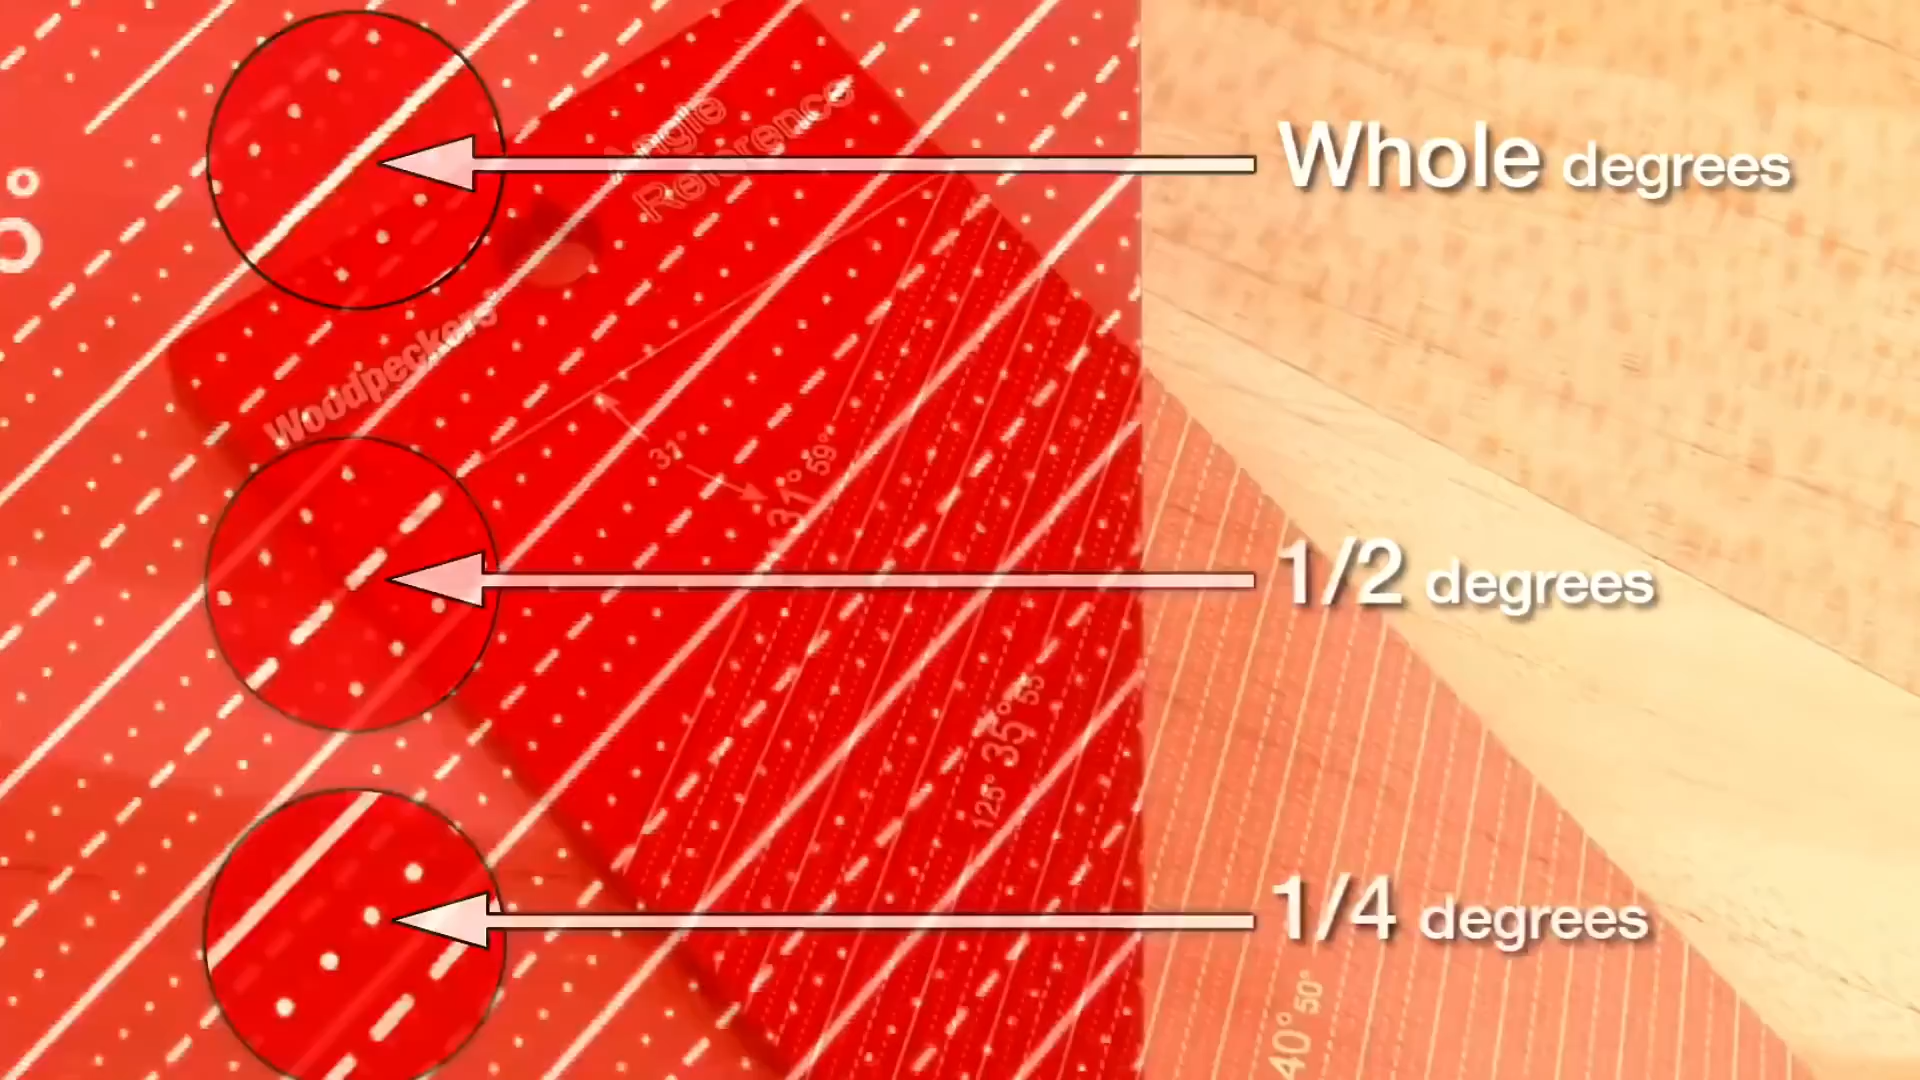 Whole degrees
Angle
Reference
0°
Woodpeckers
31°
31° 59°
1/2 degrees
125° 35° 55°
1/4 degrees
40° 50°